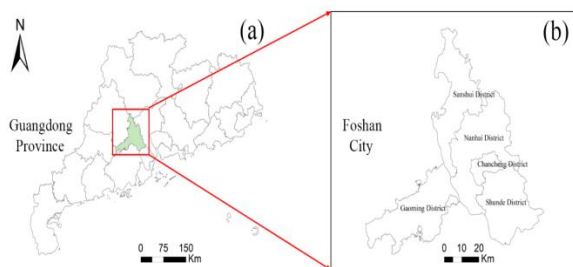 N
(a)
Guangdong
Province
0 35 75 150
Km
(b)
Foshan
City
Sanshui District
Nanhai District
Chancheng District
Shunde District
Gaoming District
0 10 20
Km